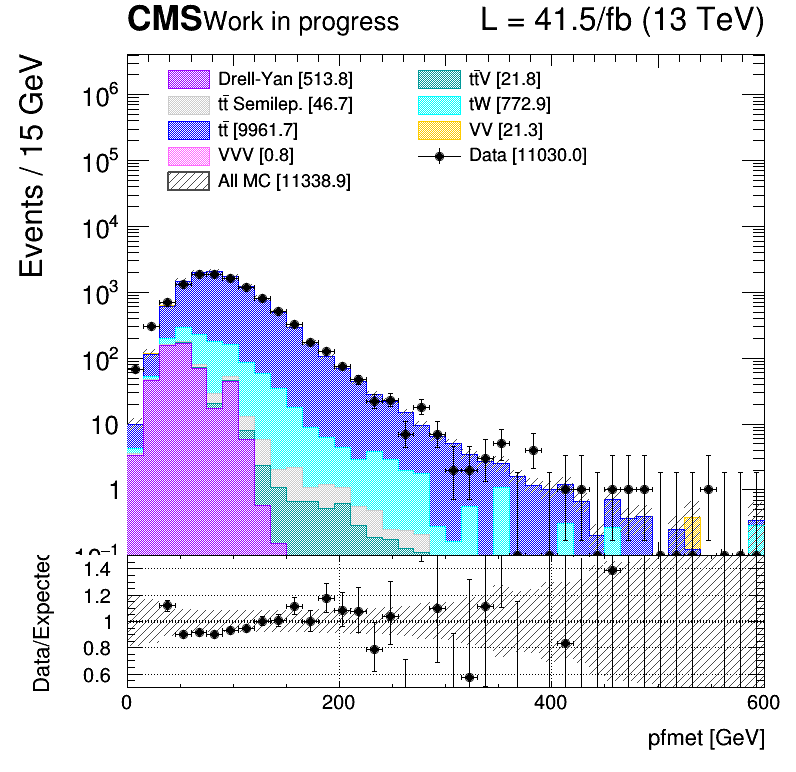 CMS Work in progress L = 41.5/fb (13 TeV)
Events / 15 GeV
Drell-Yan [513.8]
tt̄ Semilep. [46.7]
tt̄ [9961.7]
VVV [0.8]
All MC [11338.9]
tt̄V [21.8]
tW [772.9]
VV [21.3]
Data [11030.0]
10⁶
10⁵
10⁴
10³
10²
10
1
10⁻¹
Data/Expected
1.4
1.2
1
0.8
0.6
0 200 400 600
pfmet [GeV]